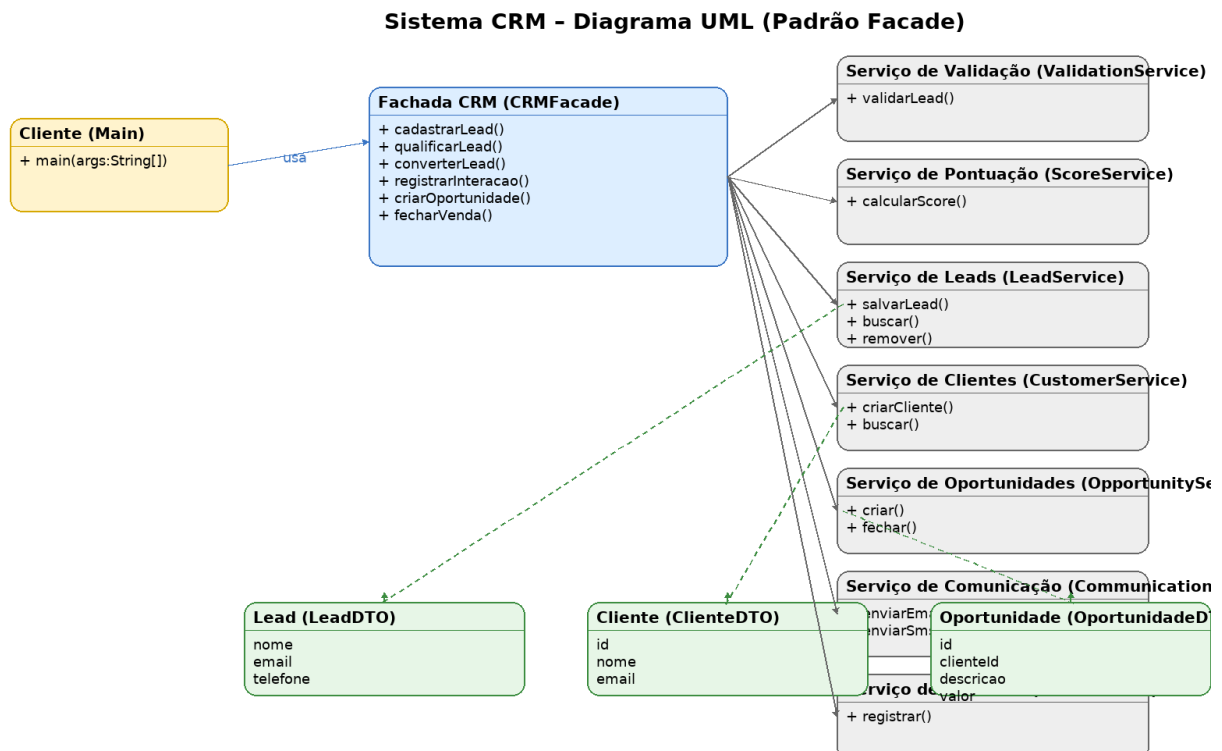 Sistema CRM – Diagrama UML (Padrão Facade)
Cliente (Main)
+ main(args:String[])
usa
Fachada CRM (CRMFacade)
+ cadastrarLead()
+ qualificarLead()
+ converterLead()
+ registrarInteracao()
+ criarOportunidade()
+ fecharVenda()
Serviço de Validação (ValidationService)
+ validarLead()
Serviço de Pontuação (ScoreService)
+ calcularScore()
Serviço de Leads (LeadService)
+ salvarLead()
+ buscar()
+ remover()
Serviço de Clientes (CustomerService)
+ criarCliente()
+ buscar()
Serviço de Oportunidades (OpportunitySe
+ criar()
+ fechar()
Serviço de Comunicação (Communication
Serviço de
+ registrar()
Lead (LeadDTO)
nome
email
telefone
Cliente (ClienteDTO)
id
nome
email
Oportunidade (OportunidadeDT
id
clienteId
descricao
valor